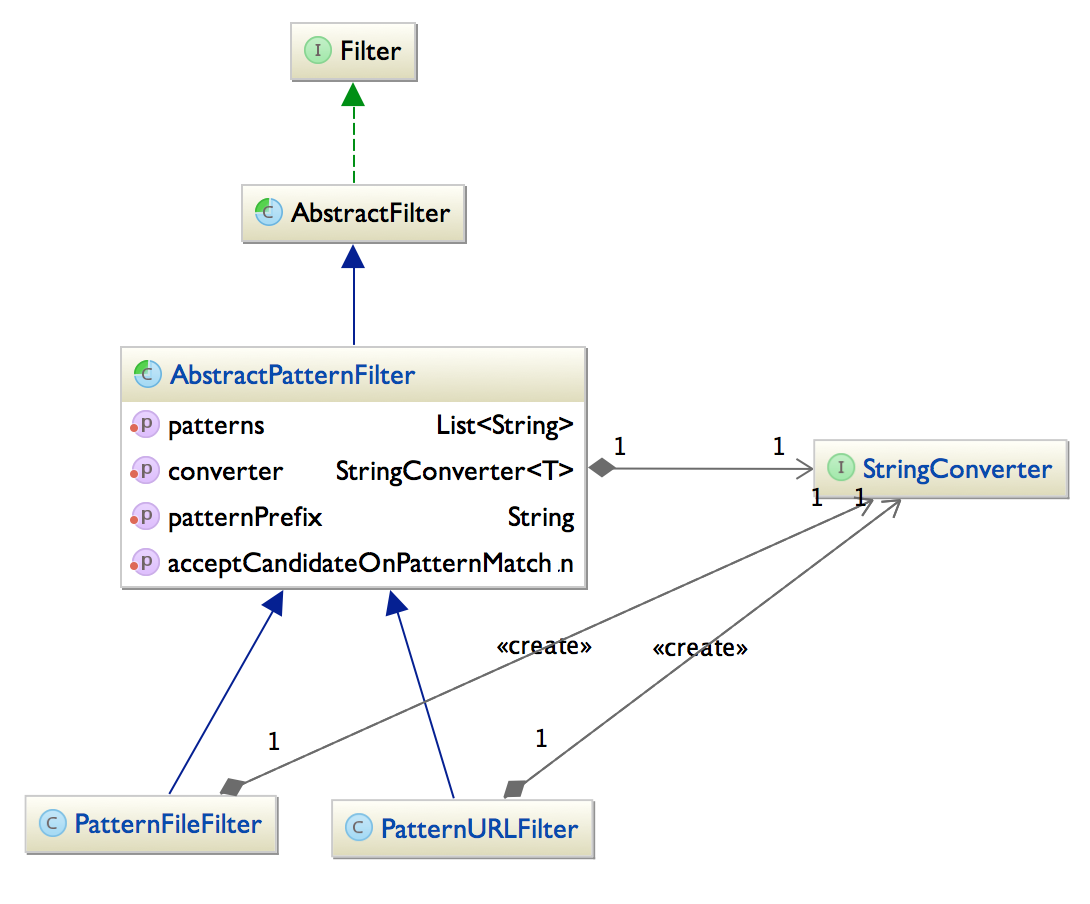 I Filter
C AbstractFilter
C AbstractPatternFilter
p patterns List<String>
p converter StringConverter<T>
p patternPrefix String
p acceptCandidateOnPatternMatch .n
1 1
I StringConverter
1 1
«create» «create»
1 1
C PatternFileFilter
C PatternURLFilter